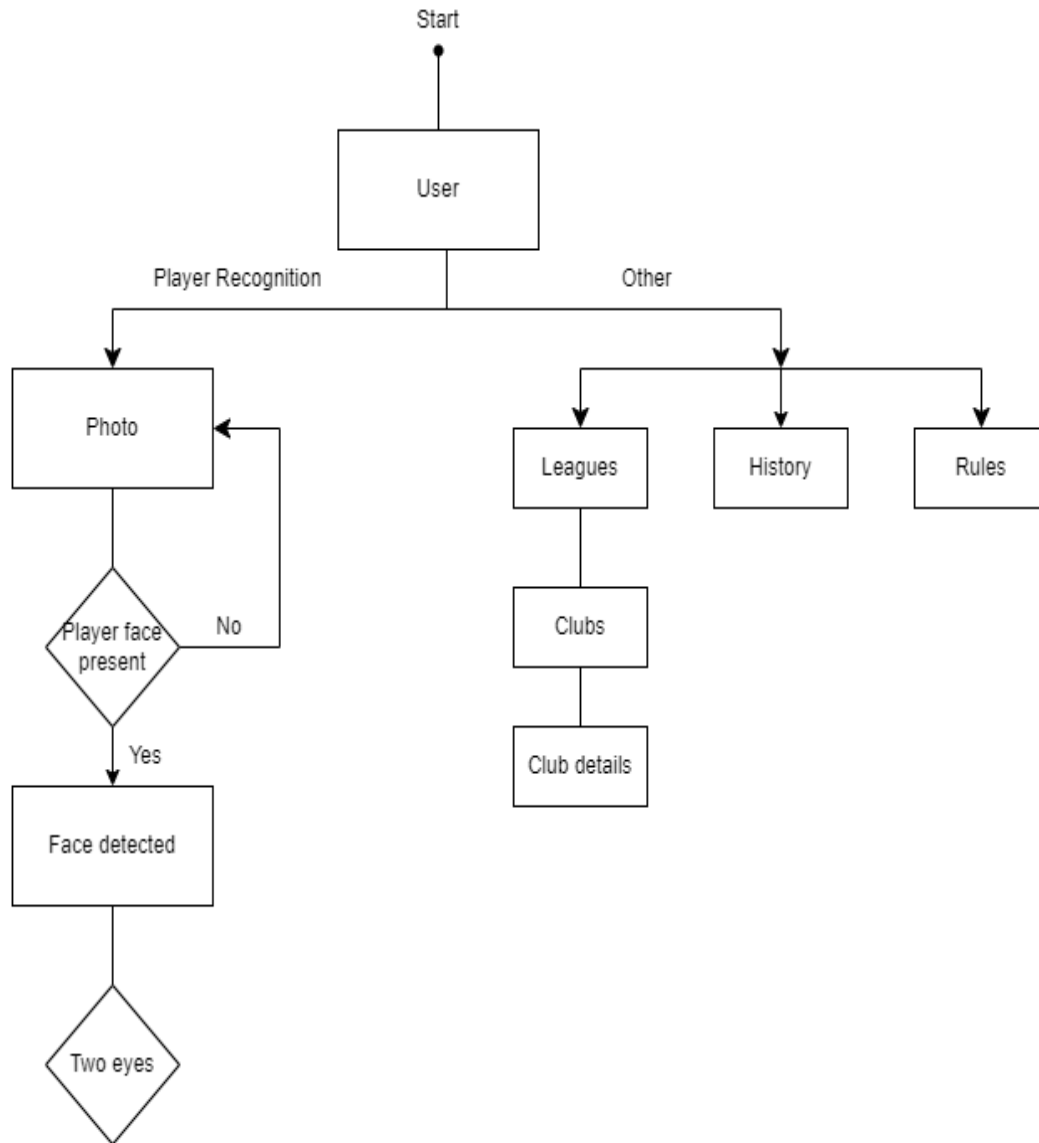 Start
User
Player Recognition
Other
Photo
Leagues
History
Rules
Player face
present
No
Clubs
Yes
Club details
Face detected
Two eyes